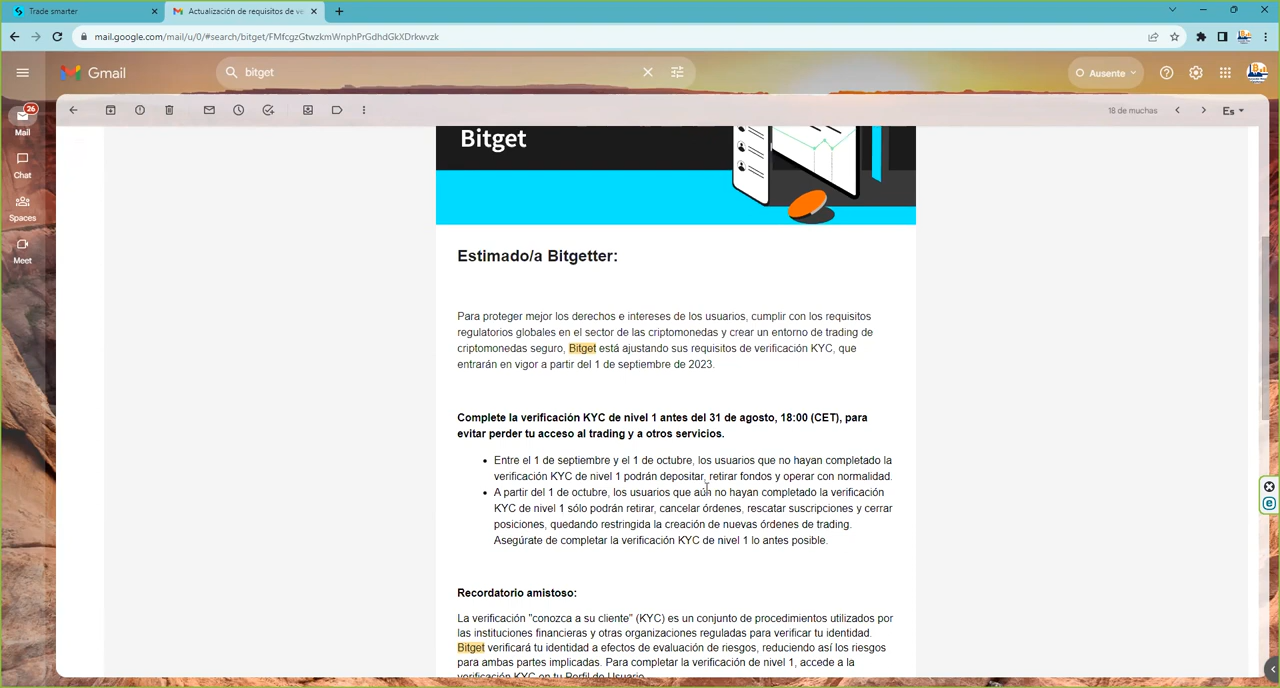 Trade smarter
Actualización de requisitos de ve
mail.google.com/mail/u/0/#search/bitget/FMfcgzGtwzkmWnphPrGdhdGkXDrkwvzk
Gmail
bitget
Ausente
26
Mail
18 de muchas
Es
Chat
Spaces
Meet
Bitget
Estimado/a Bitgetter:
Para proteger mejor los derechos e intereses de los usuarios, cumplir con los requisitos
regulatorios globales en el sector de las criptomonedas y crear un entorno de trading de
criptomonedas seguro, Bitget está ajustando sus requisitos de verificación KYC, que
entrarán en vigor a partir del 1 de septiembre de 2023.
Complete la verificación KYC de nivel 1 antes del 31 de agosto, 18:00 (CET), para
evitar perder tu acceso al trading y a otros servicios.
• Entre el 1 de septiembre y el 1 de octubre, los usuarios que no hayan completado la
verificación KYC de nivel 1 podrán depositar, retirar fondos y operar con normalidad.
• A partir del 1 de octubre, los usuarios que aún no hayan completado la verificación
KYC de nivel 1 sólo podrán retirar, cancelar órdenes, rescatar suscripciones y cerrar
posiciones, quedando restringida la creación de nuevas órdenes de trading.
Asegúrate de completar la verificación KYC de nivel 1 lo antes posible.
Recordatorio amistoso:
La verificación "conozca a su cliente" (KYC) es un conjunto de procedimientos utilizados por
las instituciones financieras y otras organizaciones reguladas para verificar tu identidad.
Bitget verificará tu identidad a efectos de evaluación de riesgos, reduciendo así los riesgos
para ambas partes implicadas. Para completar la verificación de nivel 1, accede a la
verificación KYC en tu Perfil de Usuario.